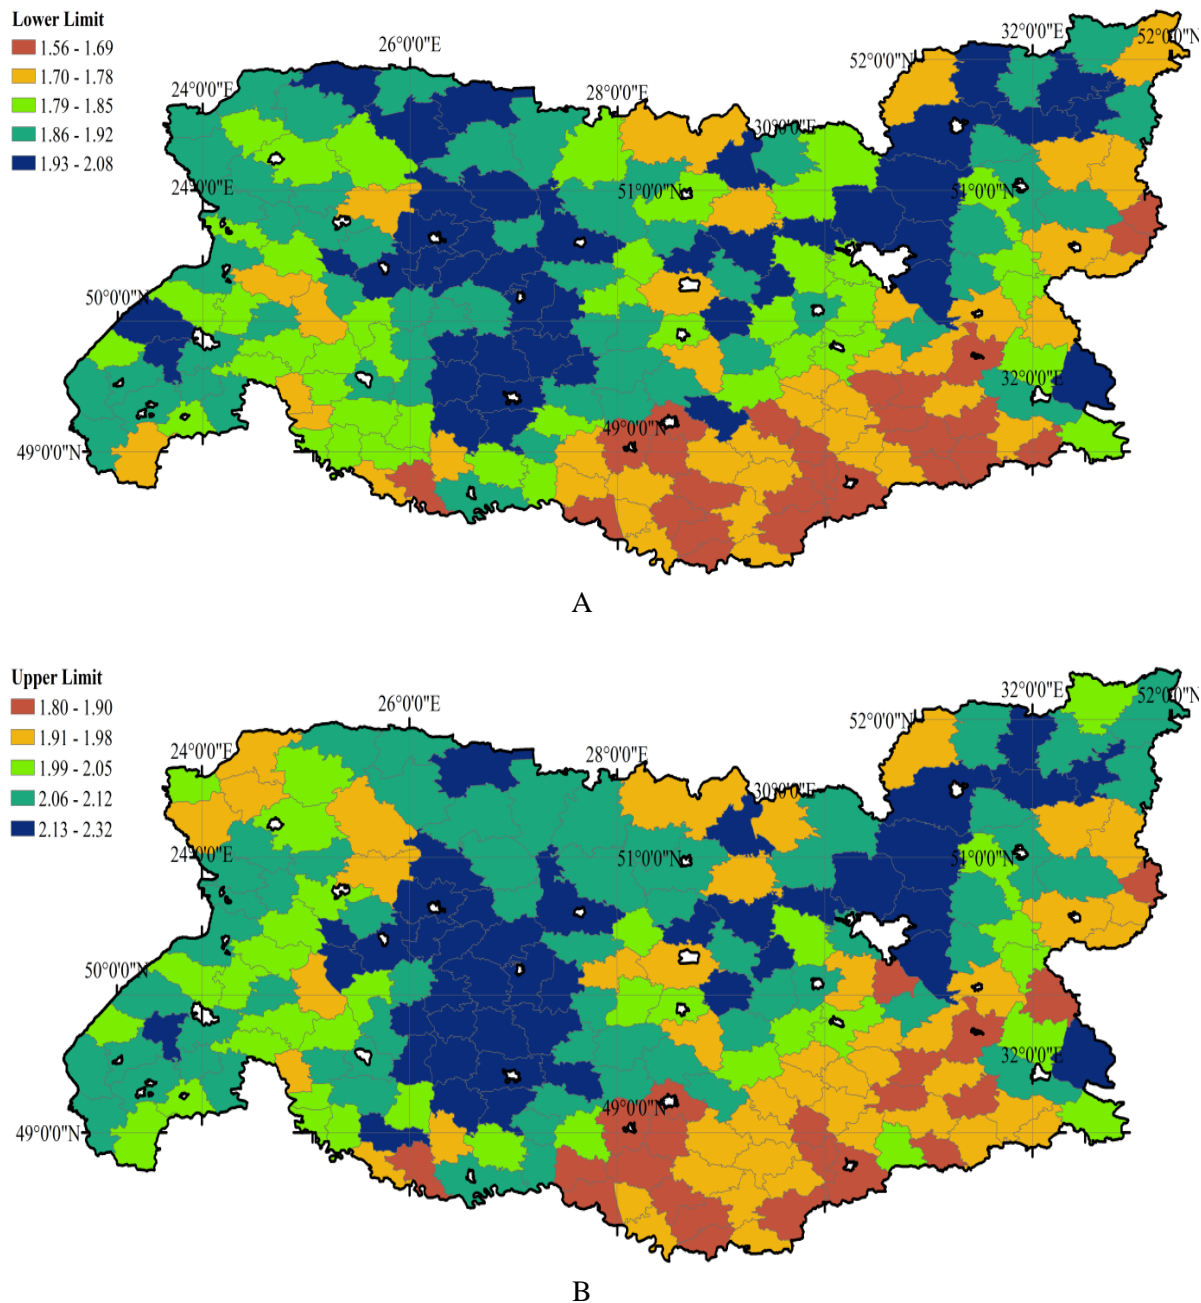 Lower Limit
1.56 - 1.69
1.70 - 1.78
1.79 - 1.85
1.86 - 1.92
1.93 - 2.08
26°0'0"E
32°0'0"E
52°0'0"N
52°0'0"N
24°0'0"E
28°0'0"E
30°0'0"E
24°0'0"E
51°0'0"N
51°0'0"N
50°0'0"N
32°0'0"E
49°0'0"N
49°0'0"N
A
Upper Limit
1.80 - 1.90
1.91 - 1.98
1.99 - 2.05
2.06 - 2.12
2.13 - 2.32
26°0'0"E
32°0'0"E
52°0'0"N
52°0'0"N
24°0'0"E
28°0'0"E
30°0'0"E
24°0'0"E
51°0'0"N
51°0'0"N
50°0'0"N
32°0'0"E
49°0'0"N
49°0'0"N
B